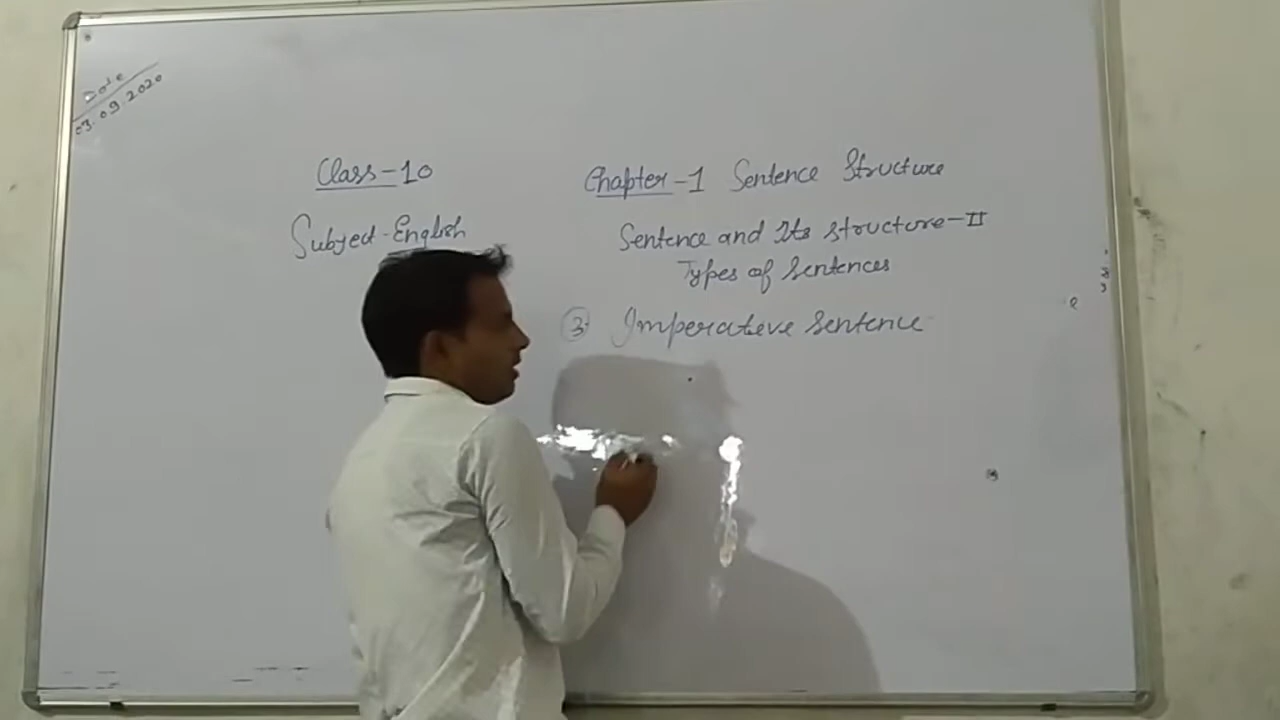 Date
03.09.2020
Class-10
Subject-English
Chapter-1 Sentence Structure
Sentence and Its structure-II
Types of Sentences
3. Imperative Sentence